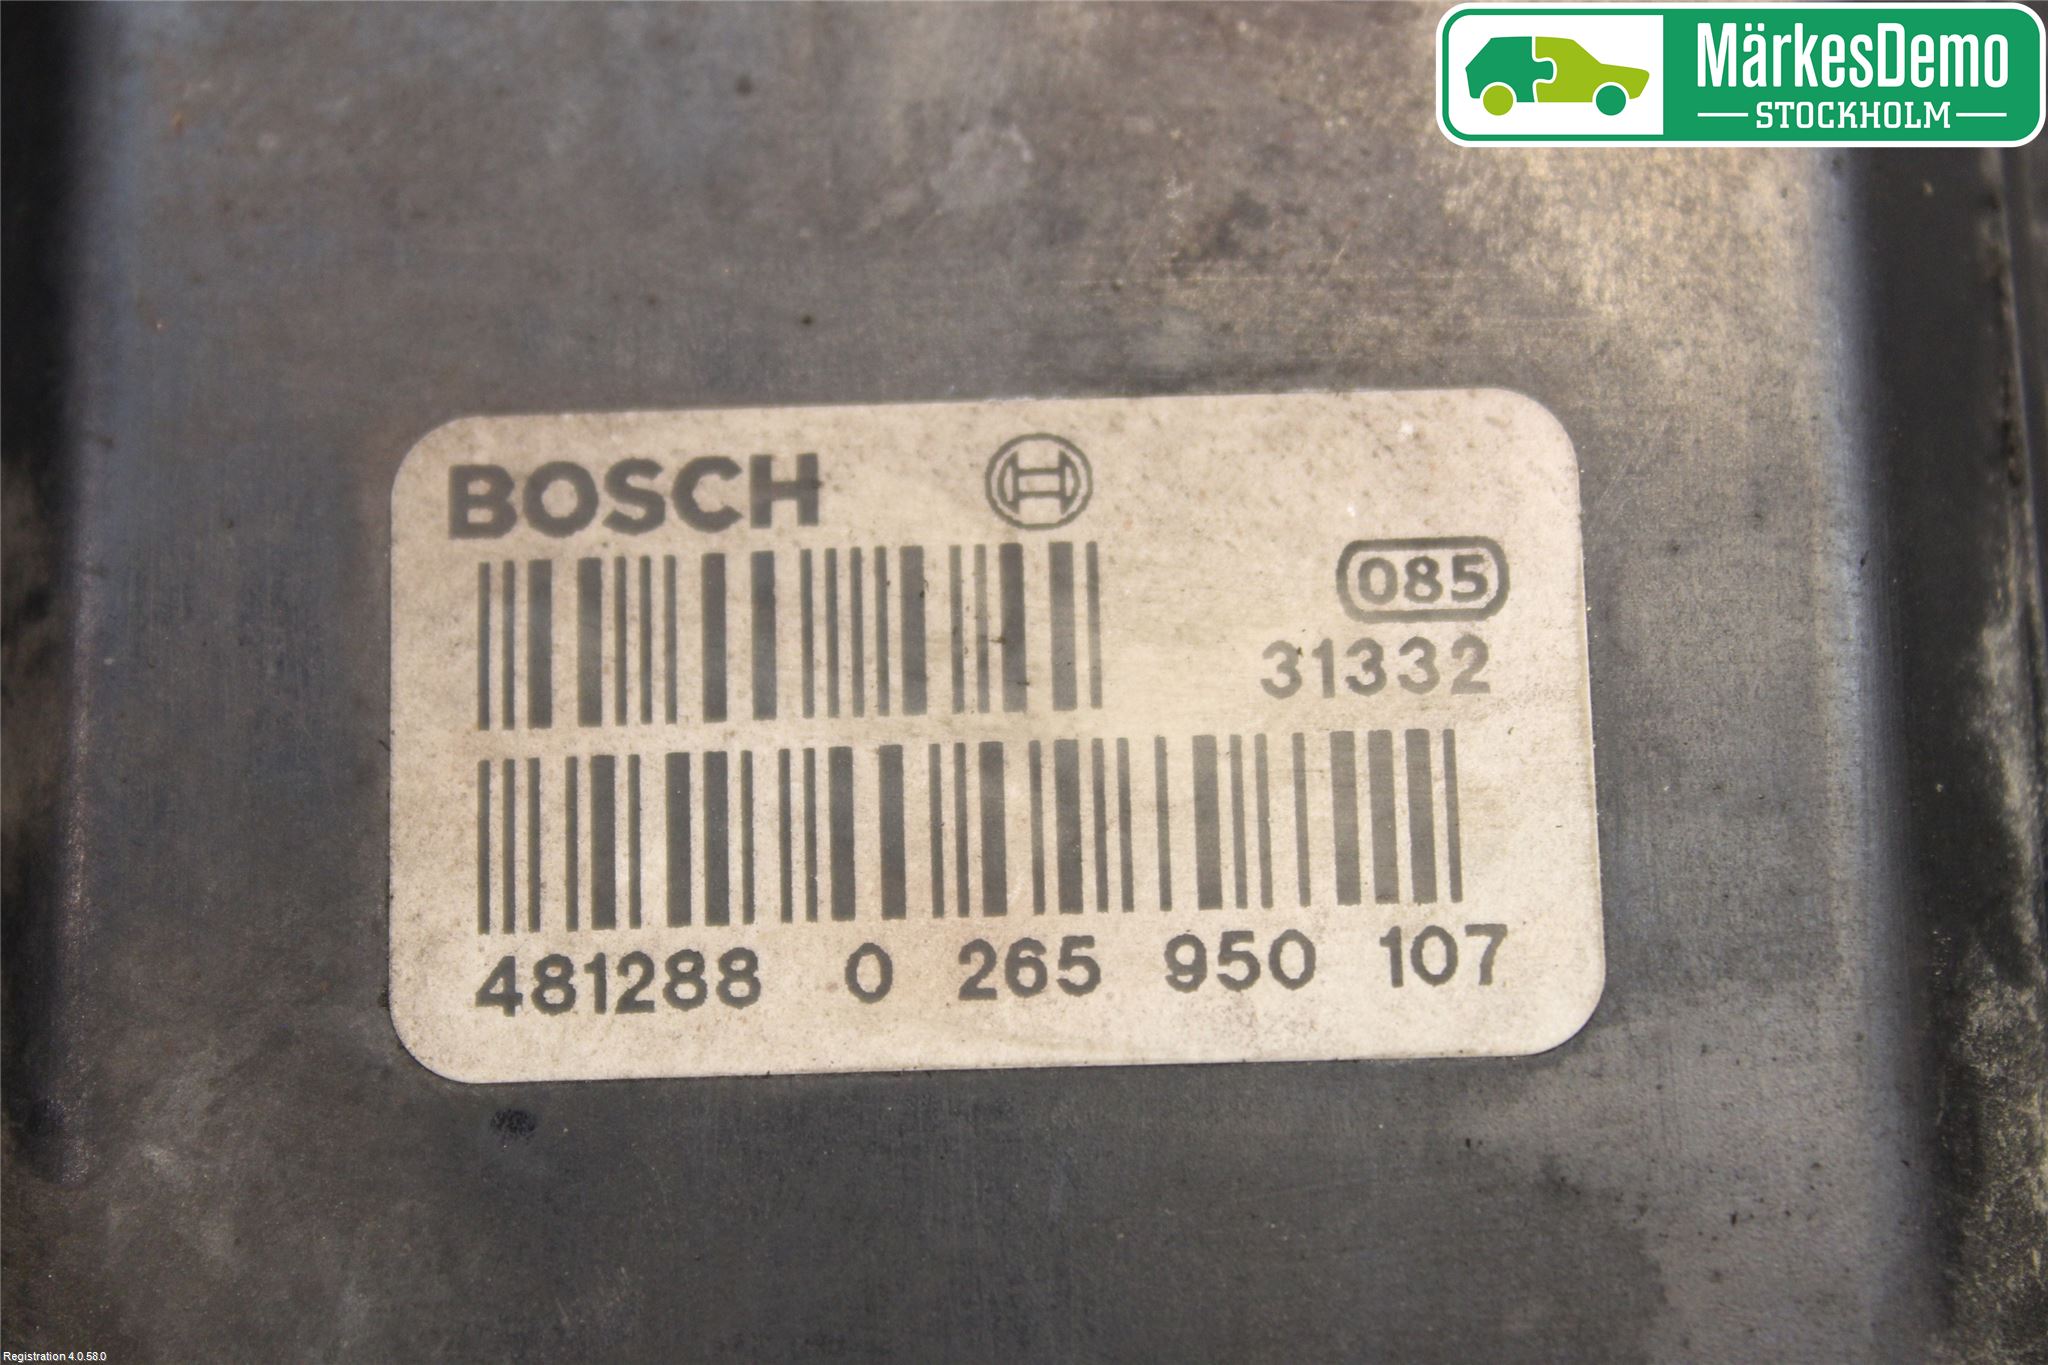 MärkesDemo
STOCKHOLM
BOSCH
085
31332
481288 0 265 950 107
Registration 4.0.58.0